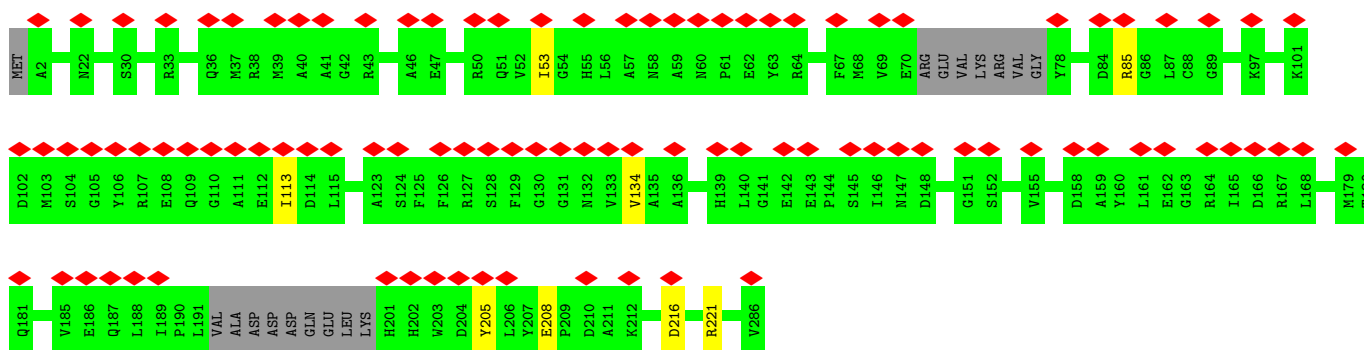 MET A2 N22 S30 R33 Q36 M37 R38 M39 A40 A41 G42 R43 A46 E47 R50 Q51 V52 I53 G54 H55 L56 A57 N58 A59 N60 P61 E62 Y63 R64 F67 M68 V69 E70 ARG GLU VAL LYS ARG VAL GLY Y78 D84 R85 G86 L87 C88 G89 K97 K101
D102 M103 S104 G105 Y106 R107 E108 Q109 G110 A111 E112 I113 D114 L115 A123 S124 F125 F126 R127 S128 F129 G130 G131 N132 V133 V134 A135 A136 H139 L140 G141 E142 E143 P144 S145 I146 N147 D148 G151 S152 V155 D158 A159 Y160 L161 E162 G163 R164 I165 D166 R167 L168 M179
Q181 V185 E186 Q187 L188 I189 P190 L191 VAL ALA ASP ASP ASP GLN GLU LEU LYS H201 H202 W203 D204 Y205 L206 Y207 E208 P209 D210 A211 K212 D216 R221 V286